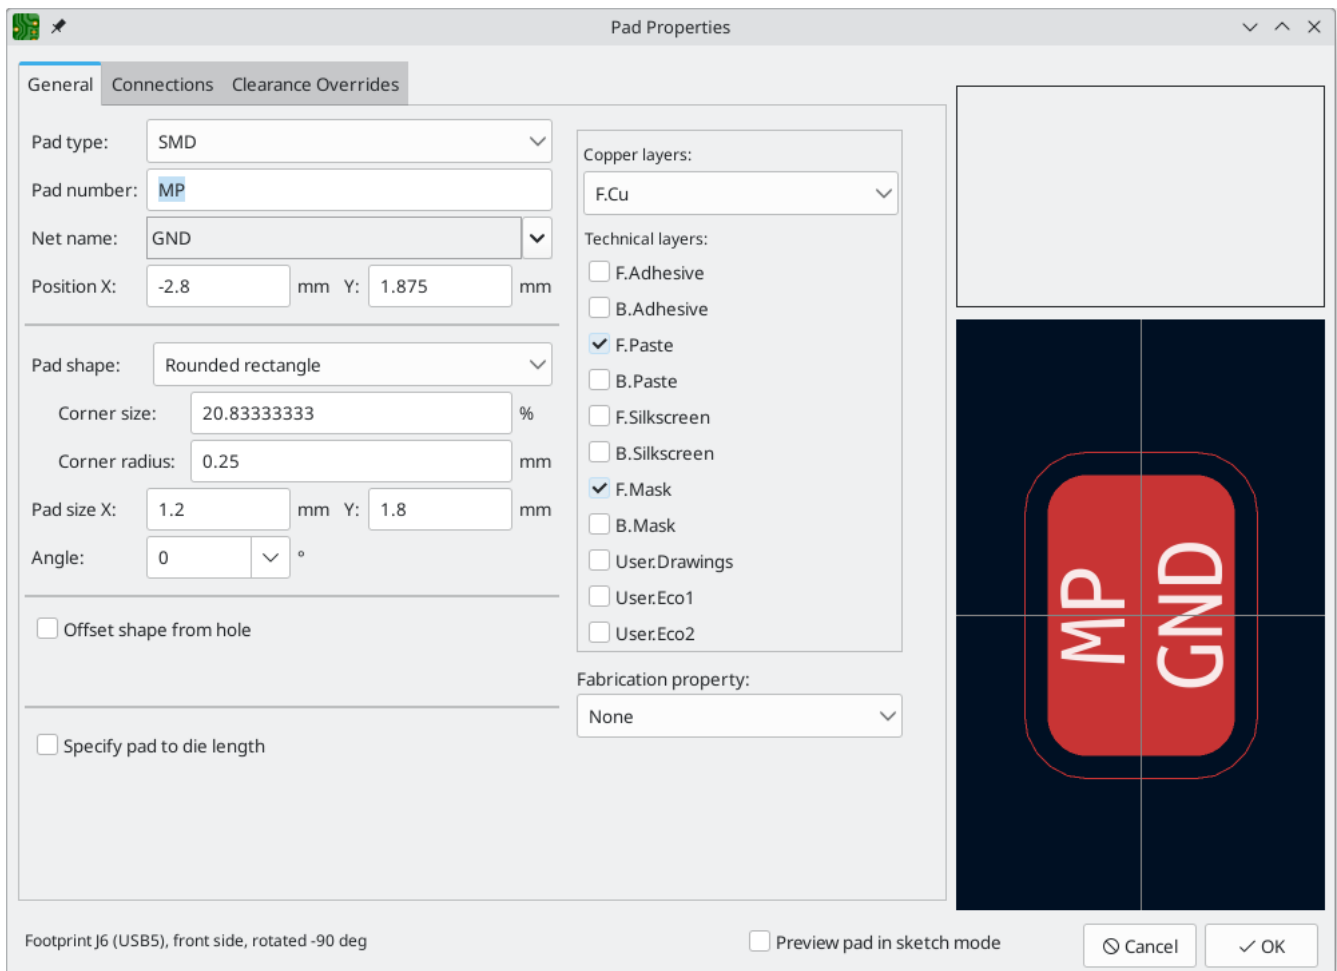 Pad Properties
General Connections Clearance Overrides
Pad type: SMD
Pad number: MP
Net name: GND
Position X: -2.8 mm Y: 1.875 mm
Pad shape: Rounded rectangle
Corner size: 20.83333333 %
Corner radius: 0.25 mm
Pad size X: 1.2 mm Y: 1.8 mm
Angle: 0 °
Offset shape from hole
Specify pad to die length
Copper layers:
F.Cu
Technical layers:
F.Adhesive
B.Adhesive
F.Paste
B.Paste
F.Silkscreen
B.Silkscreen
F.Mask
B.Mask
User.Drawings
User.Eco1
User.Eco2
Fabrication property:
None
MP
GND
Footprint J6 (USB5), front side, rotated -90 deg
Preview pad in sketch mode
Cancel
OK